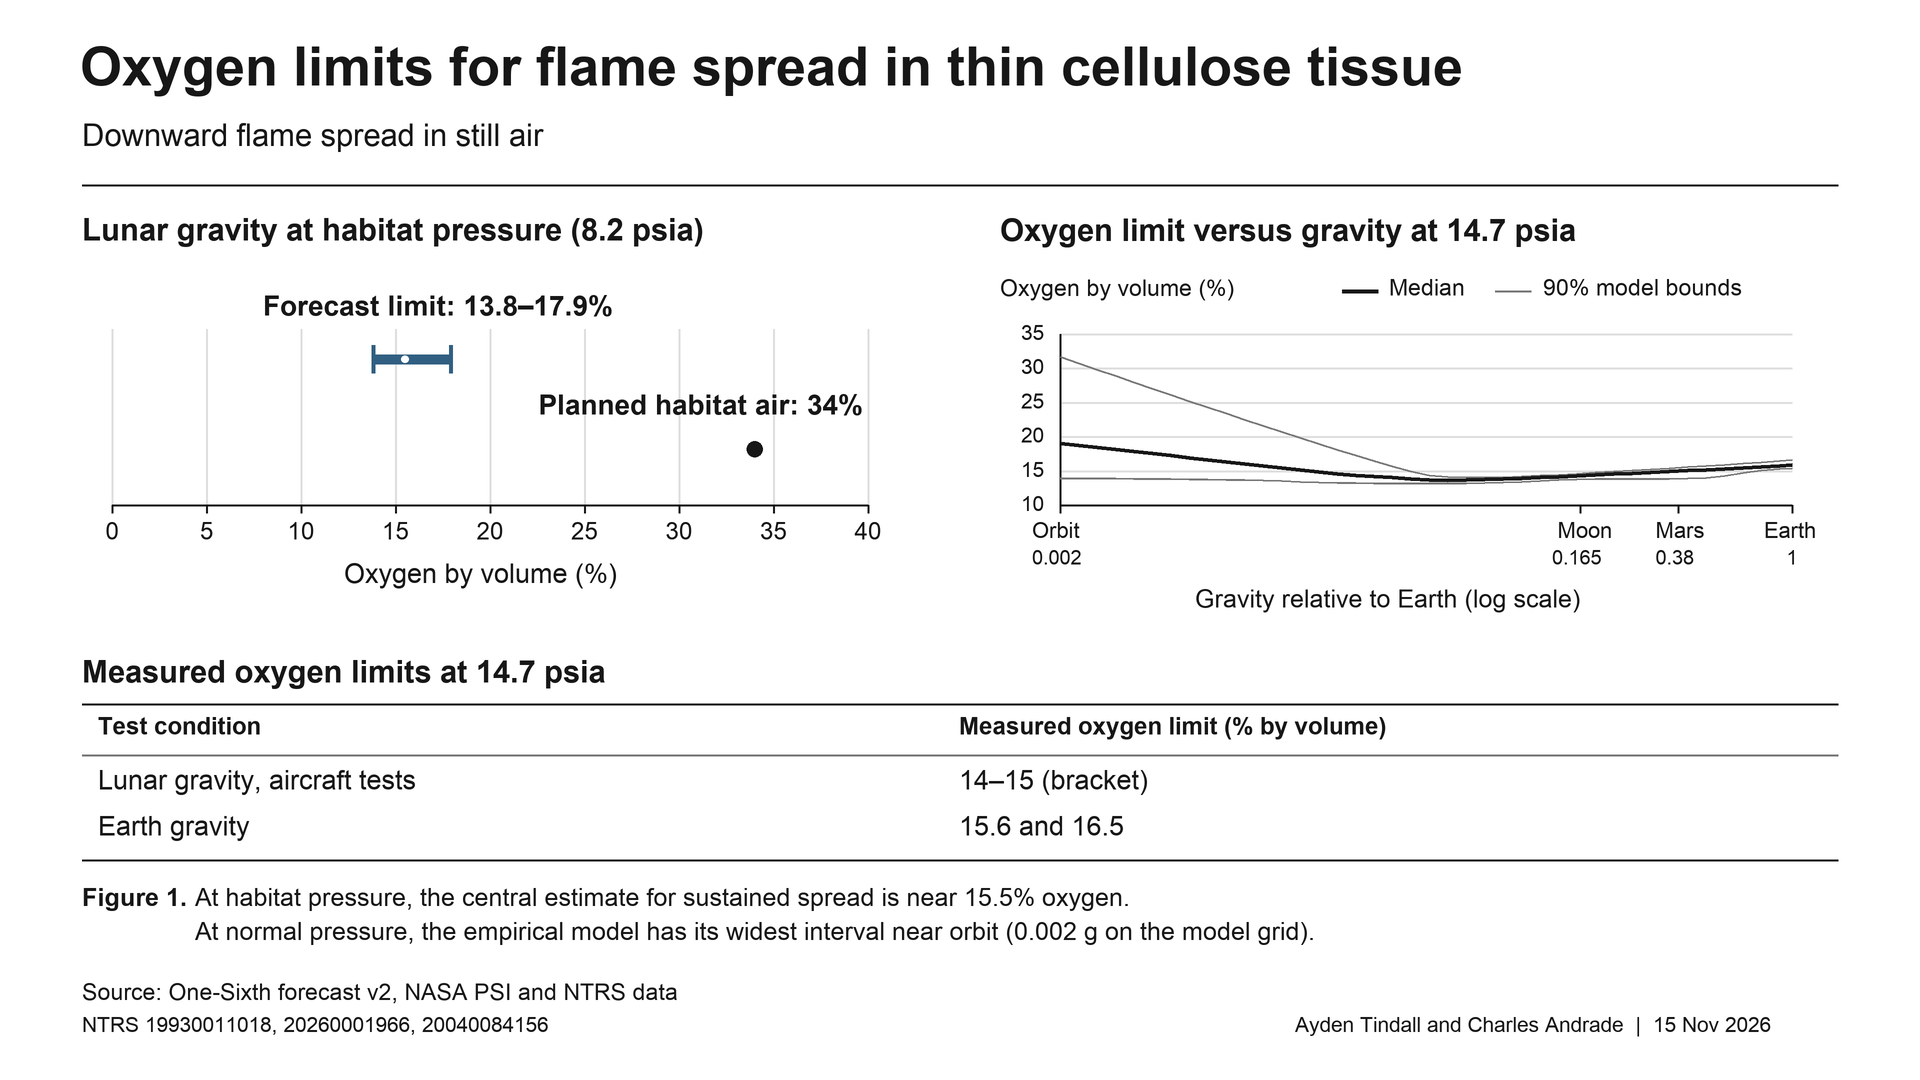 Oxygen limits for flame spread in thin cellulose tissue
Downward flame spread in still air
Lunar gravity at habitat pressure (8.2 psia)
Forecast limit: 13.8–17.9%
Planned habitat air: 34%
0 5 10 15 20 25 30 35 40
Oxygen by volume (%)
Oxygen limit versus gravity at 14.7 psia
Oxygen by volume (%) Median 90% model bounds
35
30
25
20
15
10
Orbit Moon Mars Earth
0.002 0.165 0.38 1
Gravity relative to Earth (log scale)
Measured oxygen limits at 14.7 psia
Test condition Measured oxygen limit (% by volume)
Lunar gravity, aircraft tests 14–15 (bracket)
Earth gravity 15.6 and 16.5
Figure 1. At habitat pressure, the central estimate for sustained spread is near 15.5% oxygen.
At normal pressure, the empirical model has its widest interval near orbit (0.002 g on the model grid).
Source: One-Sixth forecast v2, NASA PSI and NTRS data
NTRS 19930011018, 20260001966, 20040084156
Ayden Tindall and Charles Andrade | 15 Nov 2026